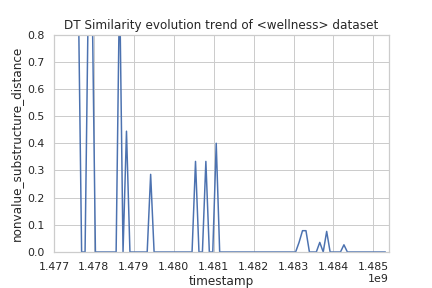 DT Similarity evolution trend of <wellness> dataset
nonvalue_substructure_distance
0.8
0.7
0.6
0.5
0.4
0.3
0.2
0.1
0.0
1.477 1.478 1.479 1.480 1.481 1.482 1.483 1.484 1.485
1e9
timestamp